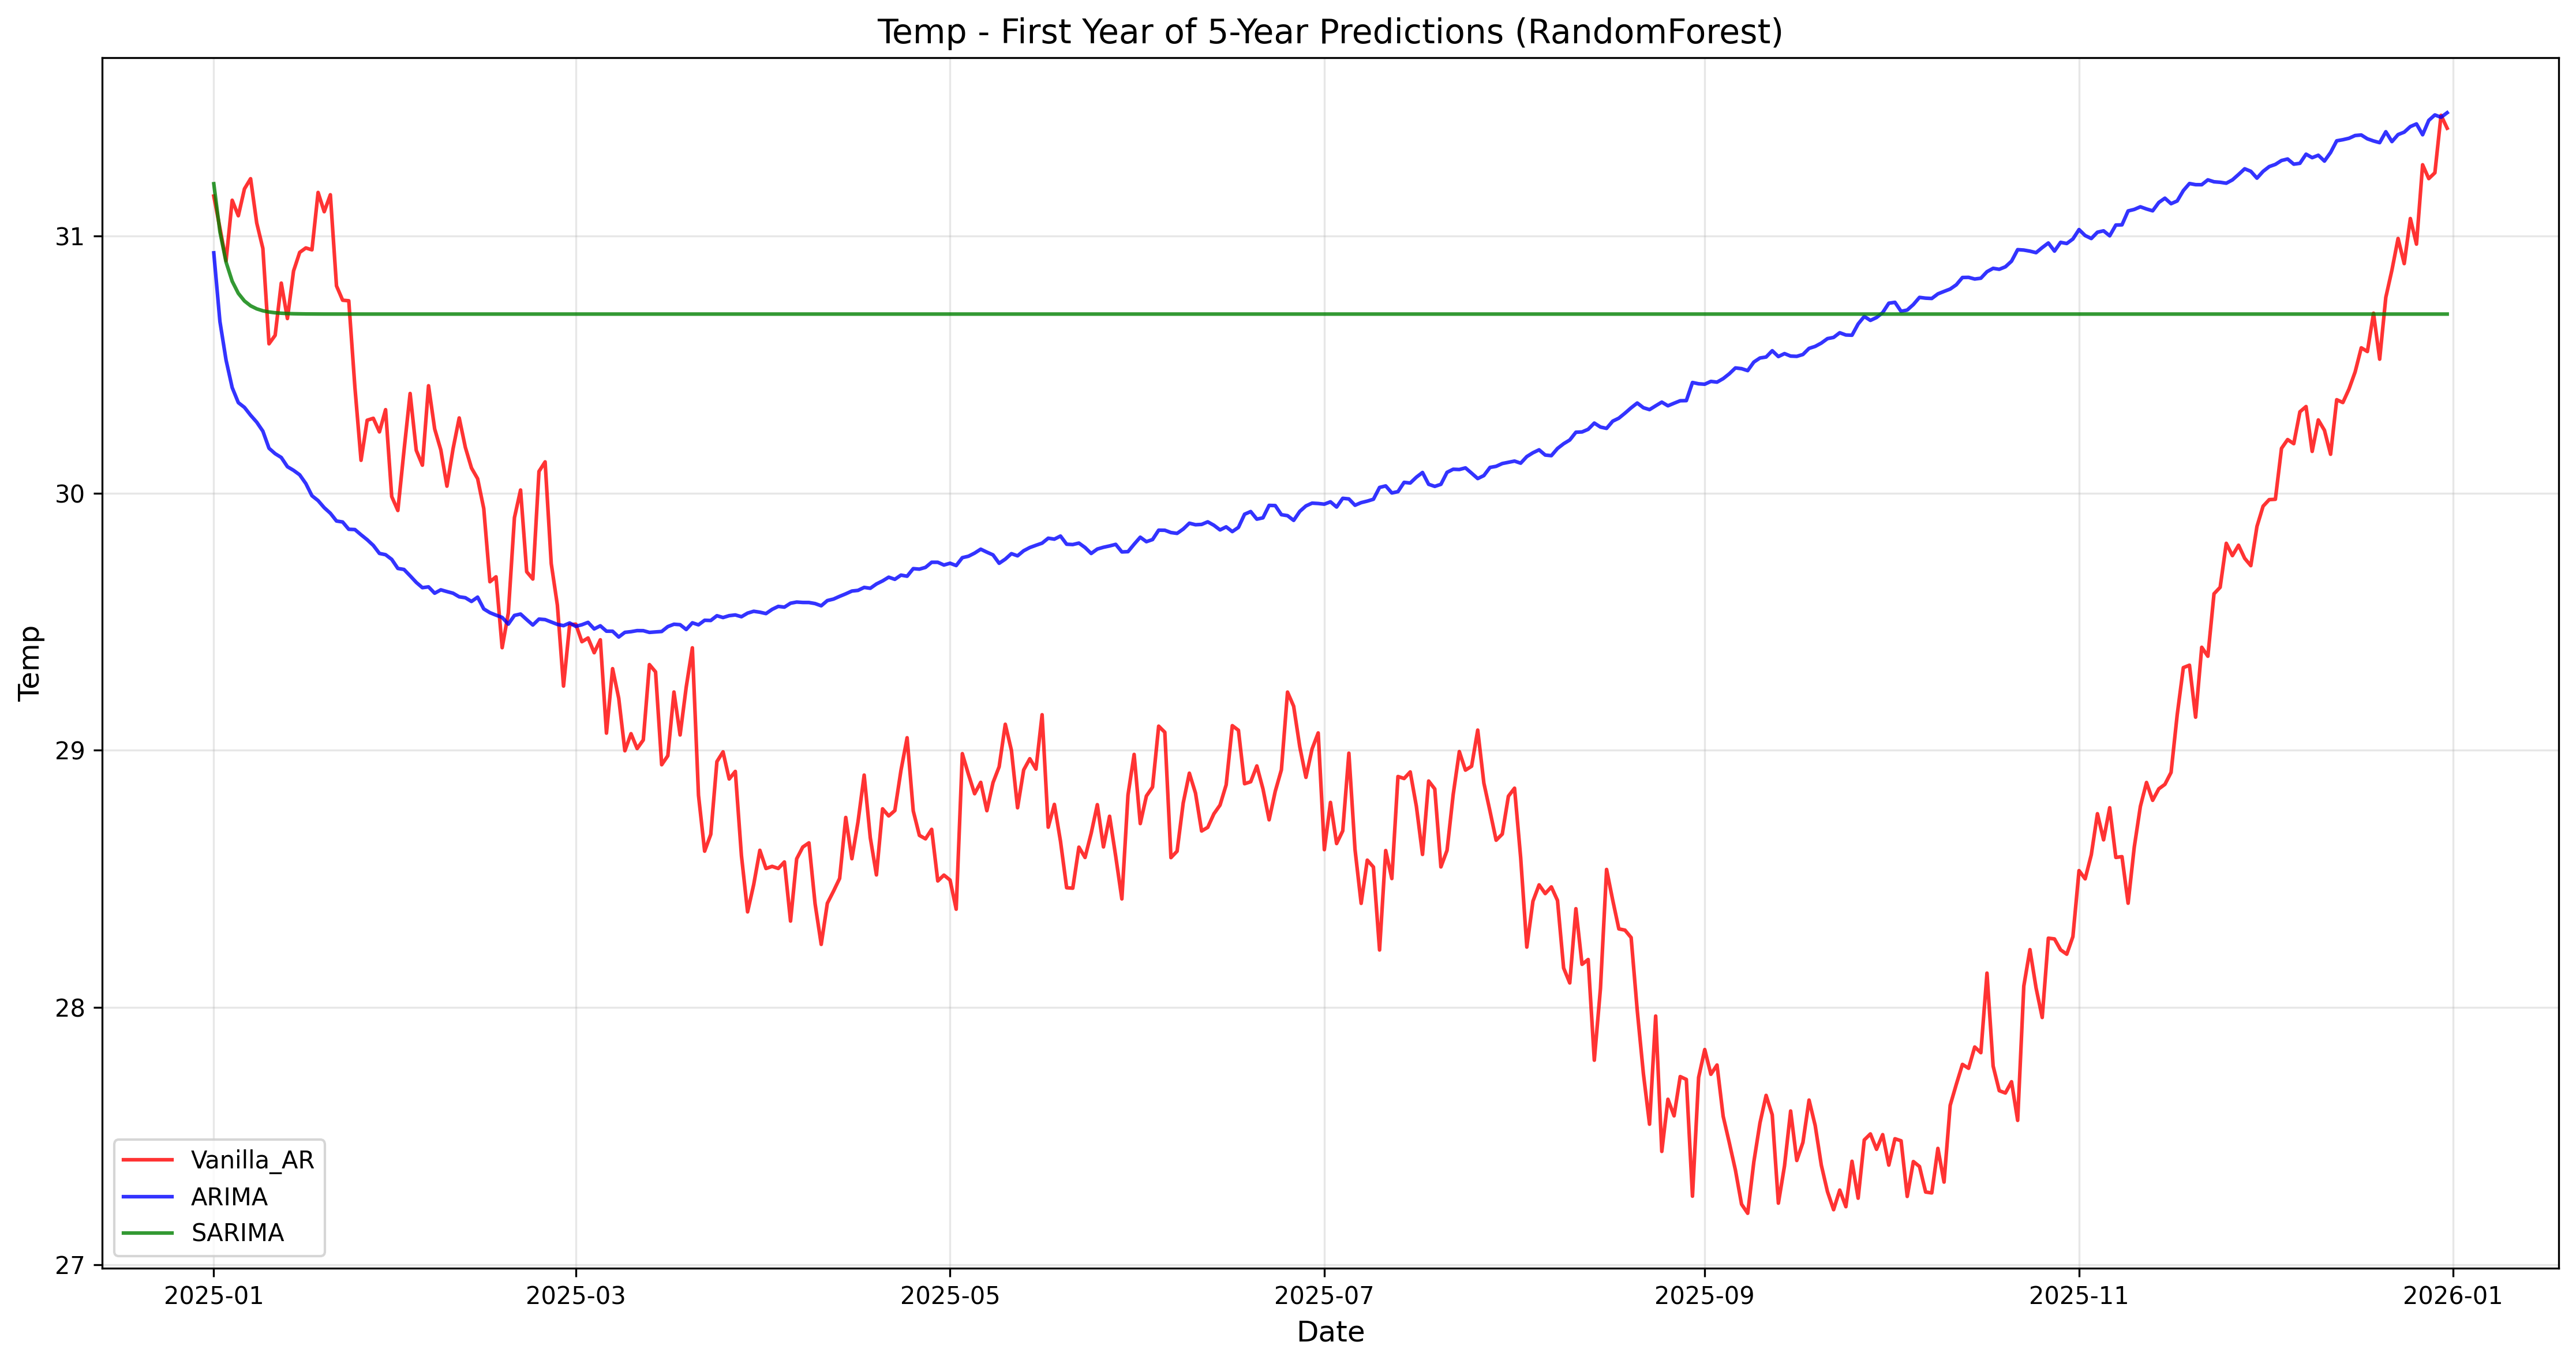 Temp - First Year of 5-Year Predictions (RandomForest)
31
30
29
28
27
Temp
Vanilla_AR
ARIMA
SARIMA
2025-01 2025-03 2025-05 2025-07 2025-09 2025-11 2026-01
Date